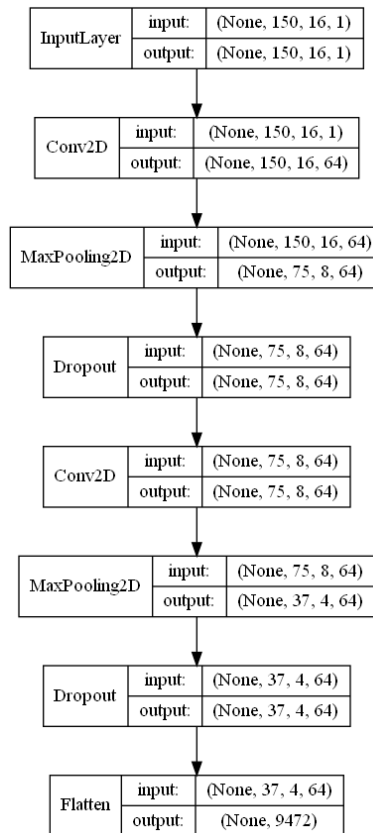 InputLayer input: (None, 150, 16, 1)
output: (None, 150, 16, 1)
Conv2D input: (None, 150, 16, 1)
output: (None, 150, 16, 64)
MaxPooling2D input: (None, 150, 16, 64)
output: (None, 75, 8, 64)
Dropout input: (None, 75, 8, 64)
output: (None, 75, 8, 64)
Conv2D input: (None, 75, 8, 64)
output: (None, 75, 8, 64)
MaxPooling2D input: (None, 75, 8, 64)
output: (None, 37, 4, 64)
Dropout input: (None, 37, 4, 64)
output: (None, 37, 4, 64)
Flatten input: (None, 37, 4, 64)
output: (None, 9472)